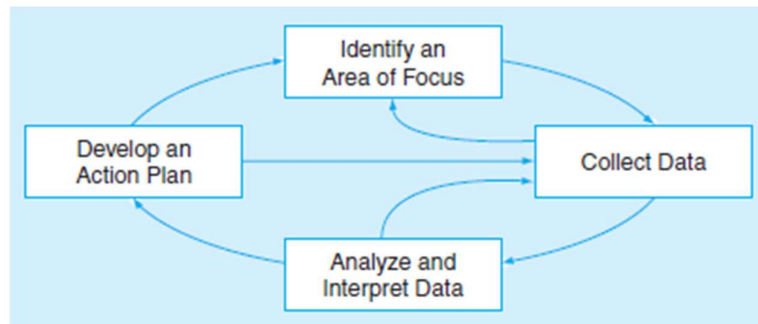 Identify an
Area of Focus
Develop an
Action Plan
Collect Data
Analyze and
Interpret Data